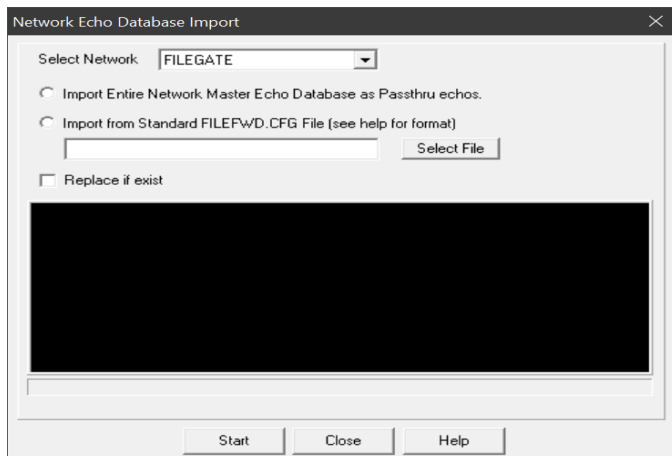 Network Echo Database Import
Select Network FILEGATE
Import Entire Network Master Echo Database as Passthru echos.
Import from Standard FILEFWD.CFG File (see help for format)
Select File
Replace if exist
Start Close Help